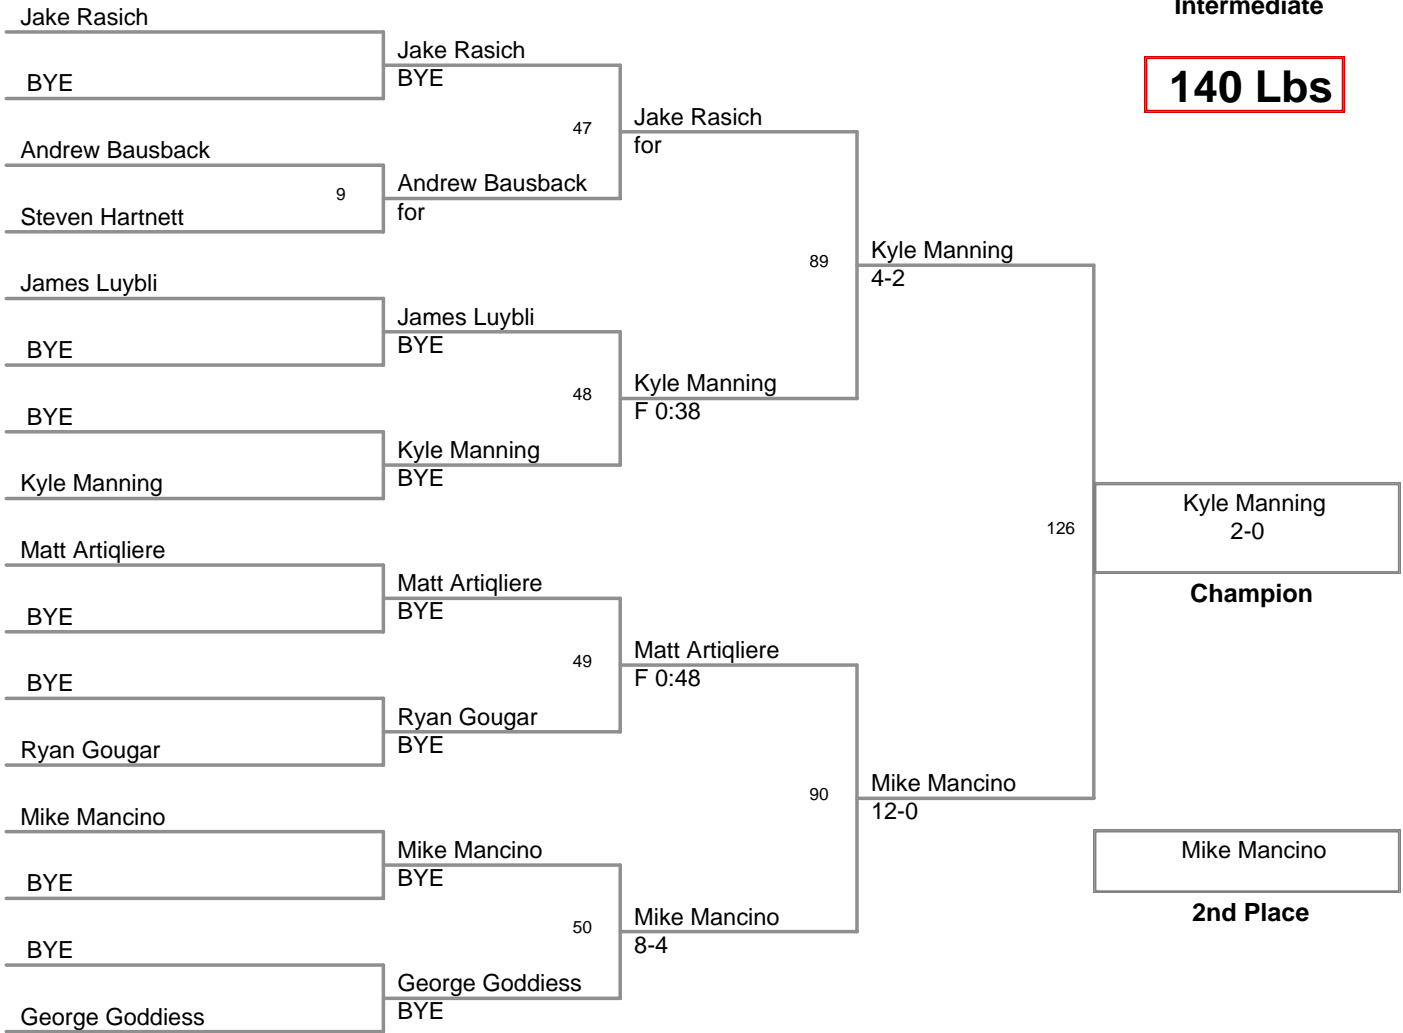 Intermediate
140 Lbs
Jake Rasich
BYE
Andrew Bausback
9
Steven Hartnett
James Luybli
BYE
BYE
Kyle Manning
Matt Artiqliere
BYE
BYE
Ryan Gougar
Mike Mancino
BYE
BYE
George Goddiess
Jake Rasich
BYE
47
Andrew Bausback
for
James Luybli
BYE
48
Kyle Manning
BYE
Matt Artiqliere
BYE
49
Ryan Gougar
BYE
Mike Mancino
BYE
50
George Goddiess
BYE
Jake Rasich
for
89
Kyle Manning
F 0:38
Matt Artiqliere
F 0:48
90
Mike Mancino
8-4
Kyle Manning
4-2
126
Mike Mancino
12-0
Kyle Manning
2-0
Champion
Mike Mancino
2nd Place